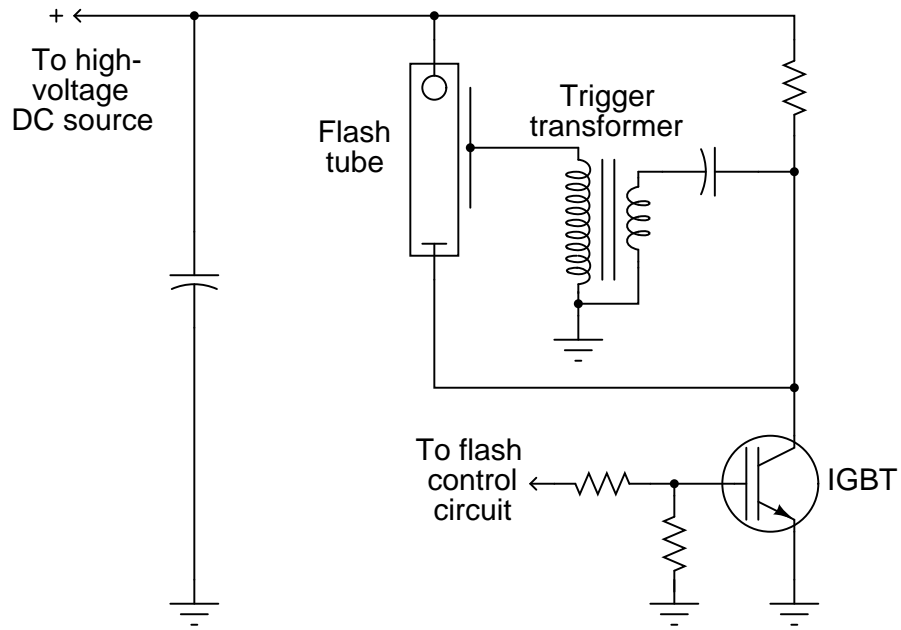 +
To high-
voltage
DC source
Flash
tube
Trigger
transformer
To flash
control
circuit
IGBT